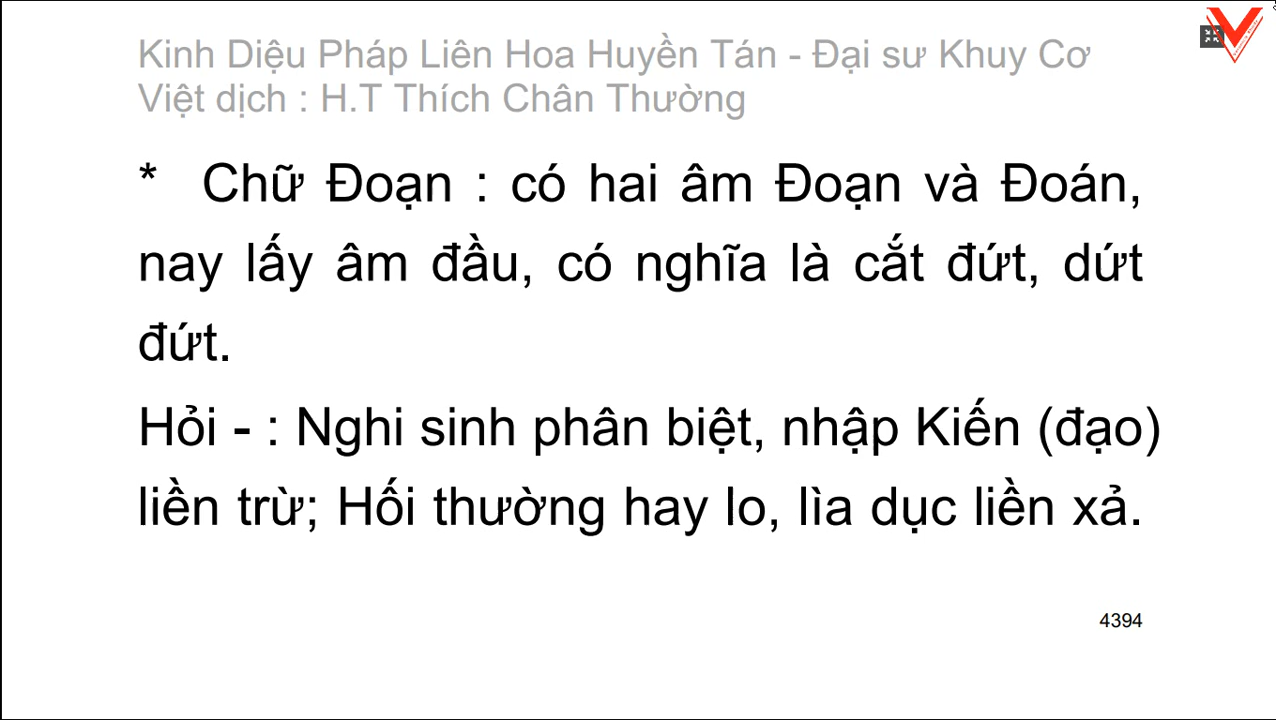 Kinh Diệu Pháp Liên Hoa Huyền Tán - Đại sư Khuy Cơ
Việt dịch : H.T Thích Chân Thường
* Chữ Đoạn : có hai âm Đoạn và Đoán,
nay lấy âm đầu, có nghĩa là cắt đứt, dứt
đứt.
Hỏi - : Nghi sinh phân biệt, nhập Kiến (đạo)
liền trừ; Hối thường hay lo, lìa dục liền xả.
4394